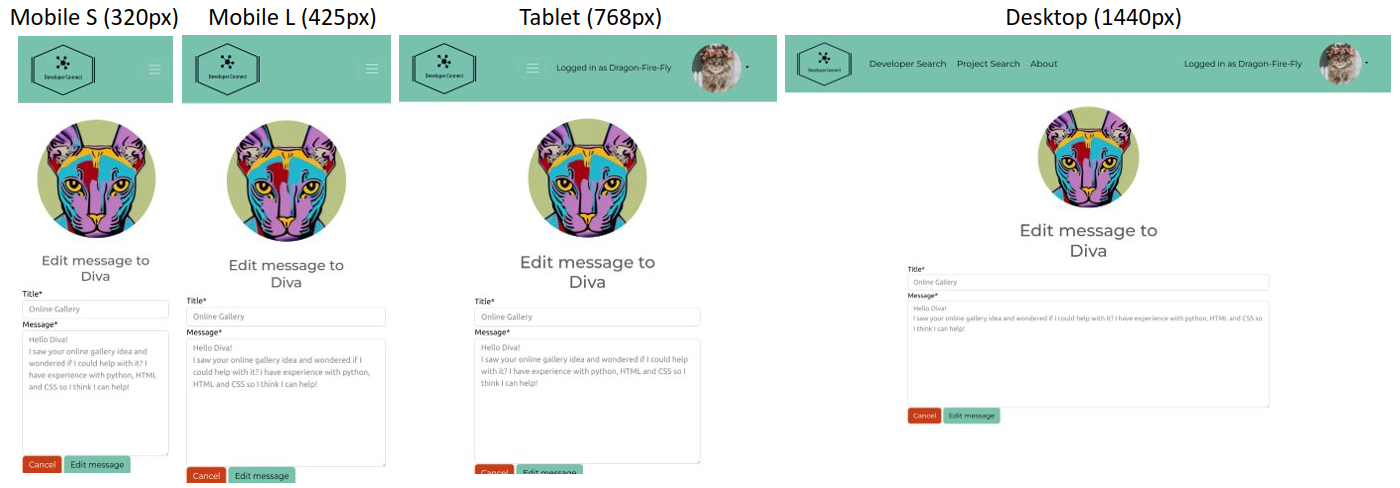 Mobile S (320px)
Developer Connect
Edit message to
Diva
Title*
Online Gallery
Message*
Hello Diva!
I saw your online gallery idea and
wondered if I could help with it? I
have experience with python, HTML
and CSS so I think I can help!
Cancel
Edit message
Mobile L (425px)
Developer Connect
Edit message to
Diva
Title*
Online Gallery
Message*
Hello Diva!
I saw your online gallery idea and wondered if I
could help with it? I have experience with python,
HTML and CSS so I think I can help!
Cancel
Edit message
Tablet (768px)
Developer Connect
Logged in as Dragon-Fire-Fly
Edit message to
Diva
Title*
Online Gallery
Message*
Hello Diva!
I saw your online gallery idea and wondered if I could help
with it? I have experience with python, HTML and CSS so I
think I can help!
Cancel
Edit message
Desktop (1440px)
Developer Connect
Developer Search
Project Search
About
Logged in as Dragon-Fire-Fly
Edit message to
Diva
Title*
Online Gallery
Message*
Hello Diva!
I saw your online gallery idea and wondered if I could help with it? I have experience with python, HTML and CSS so
I think I can help!
Cancel
Edit message